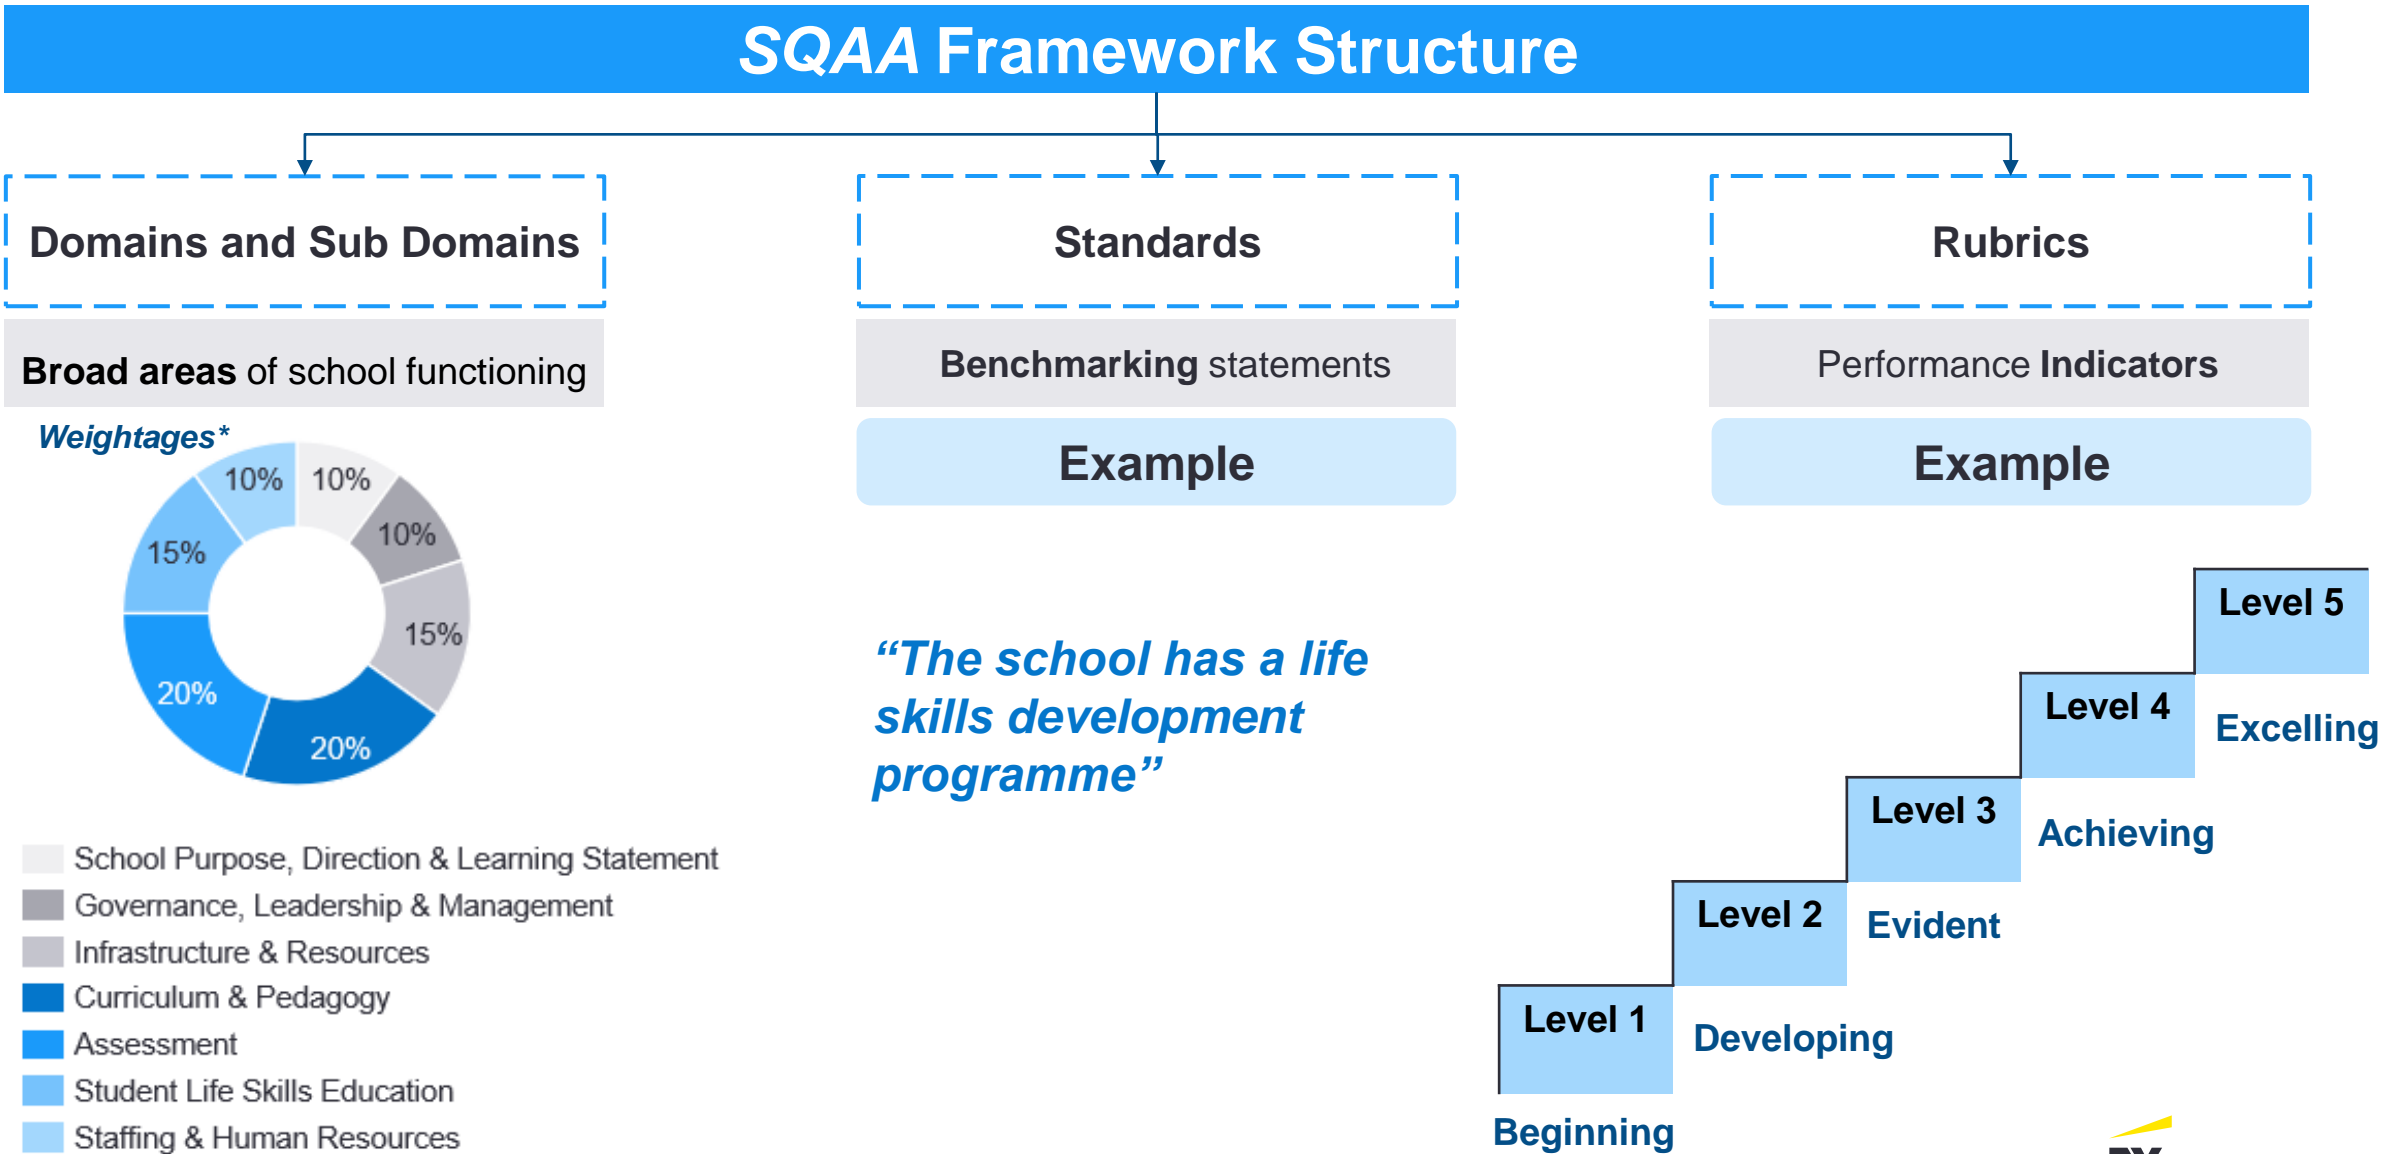 SQAA Framework Structure
Domains and Sub Domains
Broad areas of school functioning
Weightages*
10%
10%
10%
15%
15%
20%
20%
School Purpose, Direction & Learning Statement
Governance, Leadership & Management
Infrastructure & Resources
Curriculum & Pedagogy
Assessment
Student Life Skills Education
Staffing & Human Resources
Standards
Benchmarking statements
Example
“The school has a life
skills development
programme”
Rubrics
Performance Indicators
Example
Level 5
Excelling
Level 4
Achieving
Level 3
Evident
Level 2
Developing
Level 1
Beginning